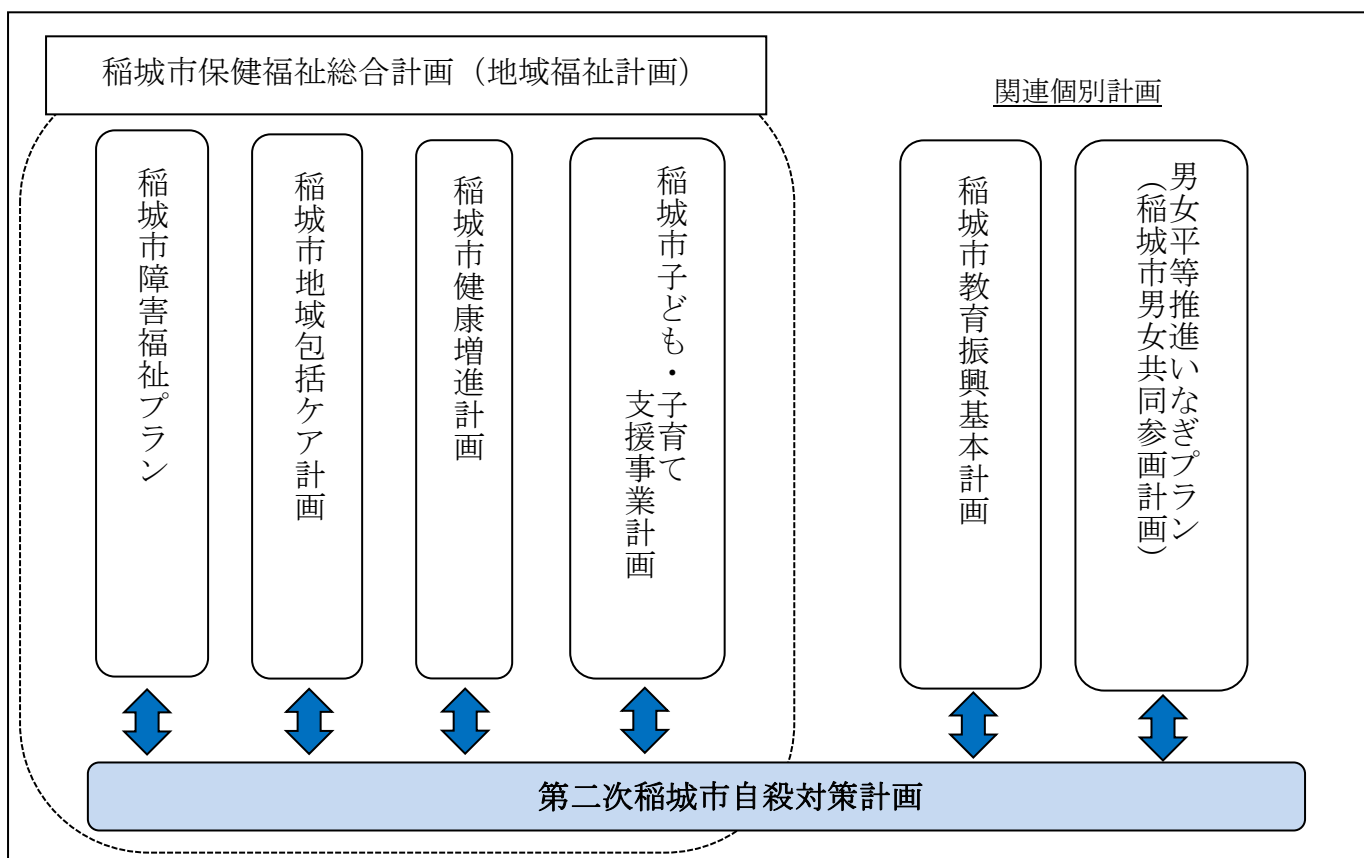 稲城市保健福祉総合計画（地域福祉計画）
関連個別計画
稲城市障害福祉プラン
稲城市地域包括ケア計画
稲城市健康増進計画
稲城市子ども・子育て
支援事業計画
稲城市教育振興基本計画
男女平等推進いなぎプラン
（稲城市男女共同参画計画）
第二次稲城市自殺対策計画